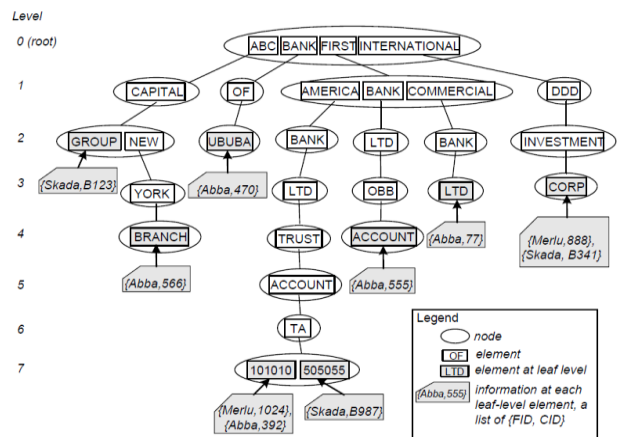 Level
0 (root) ABC BANK FIRST INTERNATIONAL
1 CAPITAL OF AMERICA BANK COMMERCIAL DDD
2 GROUP NEW UBUBA BANK LTD BANK INVESTMENT
{Skada,B123} {Abba,470}
3 YORK LTD OBB LTD CORP
4 BRANCH TRUST ACCOUNT {Abba,77} {Merlu,888},
{Skada, B341}
{Abba,566} {Abba,555}
5 ACCOUNT
6 TA
7 101010 505055
{Merlu,1024},
{Abba,392}
{Skada,B987}
Legend
node
OF element
LTD element at leaf level
{Abba,555} information at each
leaf-level element, a
list of {FID, CID}